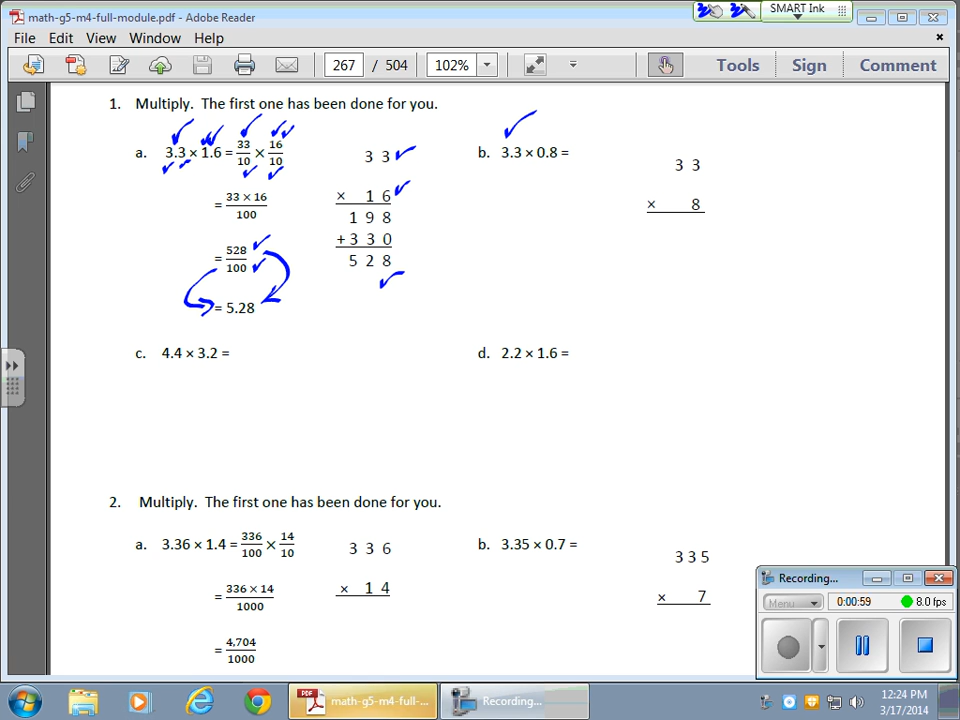 math-g5-m4-full-module.pdf - Adobe Reader
SMART Ink
File Edit View Window Help
267 / 504 102% Tools Sign Comment
1. Multiply. The first one has been done for you.
a. 3.3 × 1.6 = 33/10 × 16/10
= 33 × 16/100
= 528/100
= 5.28
3 3
× 1 6
1 9 8
+ 3 3 0
5 2 8
b. 3.3 × 0.8 =
3 3
× 8
c. 4.4 × 3.2 =
d. 2.2 × 1.6 =
2. Multiply. The first one has been done for you.
a. 3.36 × 1.4 = 336/100 × 14/10
= 336 × 14/1000
= 4,704/1000
3 3 6
× 1 4
b. 3.35 × 0.7 =
3 3 5
× 7
Recording...
Menu 0:00:59 8.0 fps
math-g5-m4-full-... Recording... 12:24 PM
3/17/2014